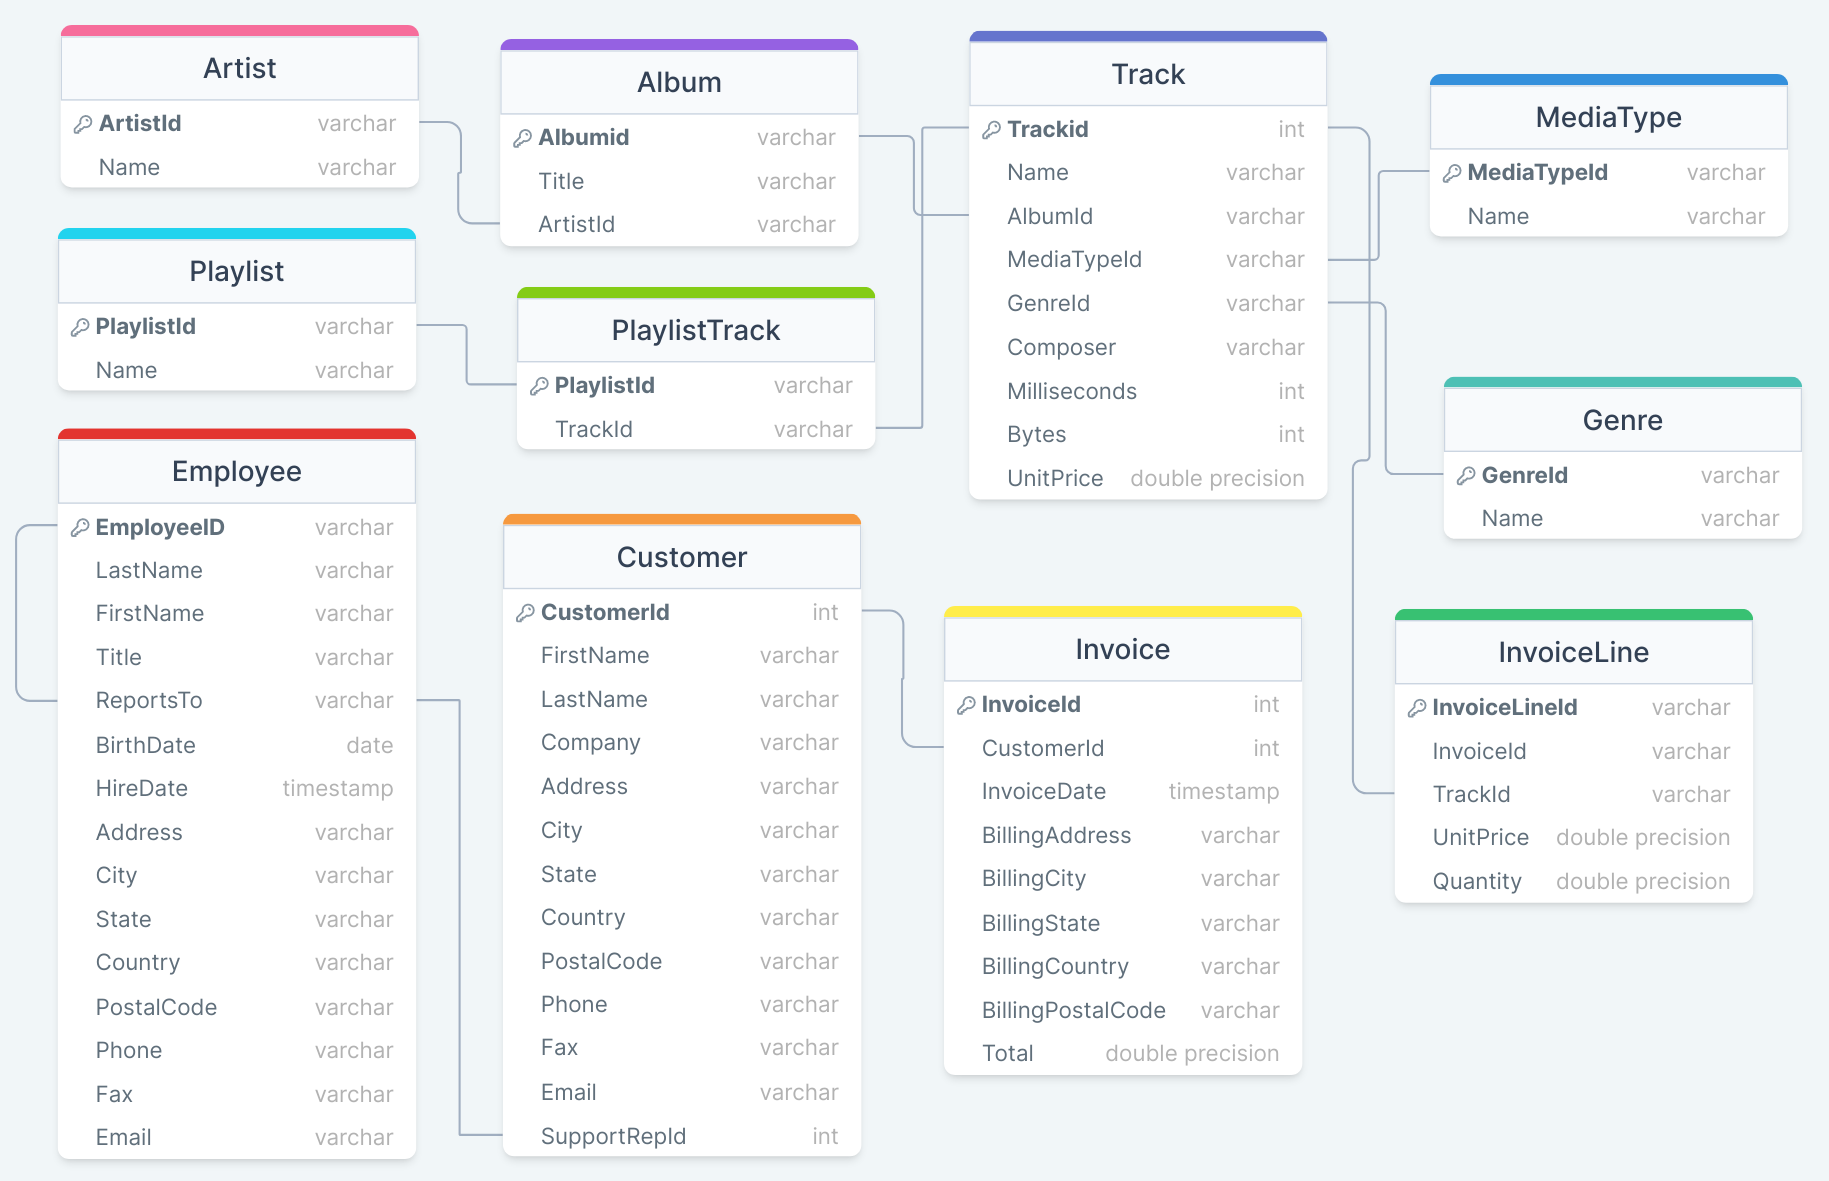 Artist
ArtistId varchar
Name varchar
Album
Albumid varchar
Title varchar
ArtistId varchar
Track
Trackid int
Name varchar
AlbumId varchar
MediaTypeId varchar
GenreId varchar
Composer varchar
Milliseconds int
Bytes int
UnitPrice double precision
MediaType
MediaTypeId varchar
Name varchar
Playlist
PlaylistId varchar
Name varchar
PlaylistTrack
PlaylistId varchar
TrackId varchar
Genre
GenreId varchar
Name varchar
Employee
EmployeeID varchar
LastName varchar
FirstName varchar
Title varchar
ReportsTo varchar
BirthDate date
HireDate timestamp
Address varchar
City varchar
State varchar
Country varchar
PostalCode varchar
Phone varchar
Fax varchar
Email varchar
Customer
CustomerId int
FirstName varchar
LastName varchar
Company varchar
Address varchar
City varchar
State varchar
Country varchar
PostalCode varchar
Phone varchar
Fax varchar
Email varchar
SupportRepId int
Invoice
InvoiceId int
CustomerId int
InvoiceDate timestamp
BillingAddress varchar
BillingCity varchar
BillingState varchar
BillingCountry varchar
BillingPostalCode varchar
Total double precision
InvoiceLine
InvoiceLineId varchar
InvoiceId varchar
TrackId varchar
UnitPrice double precision
Quantity double precision